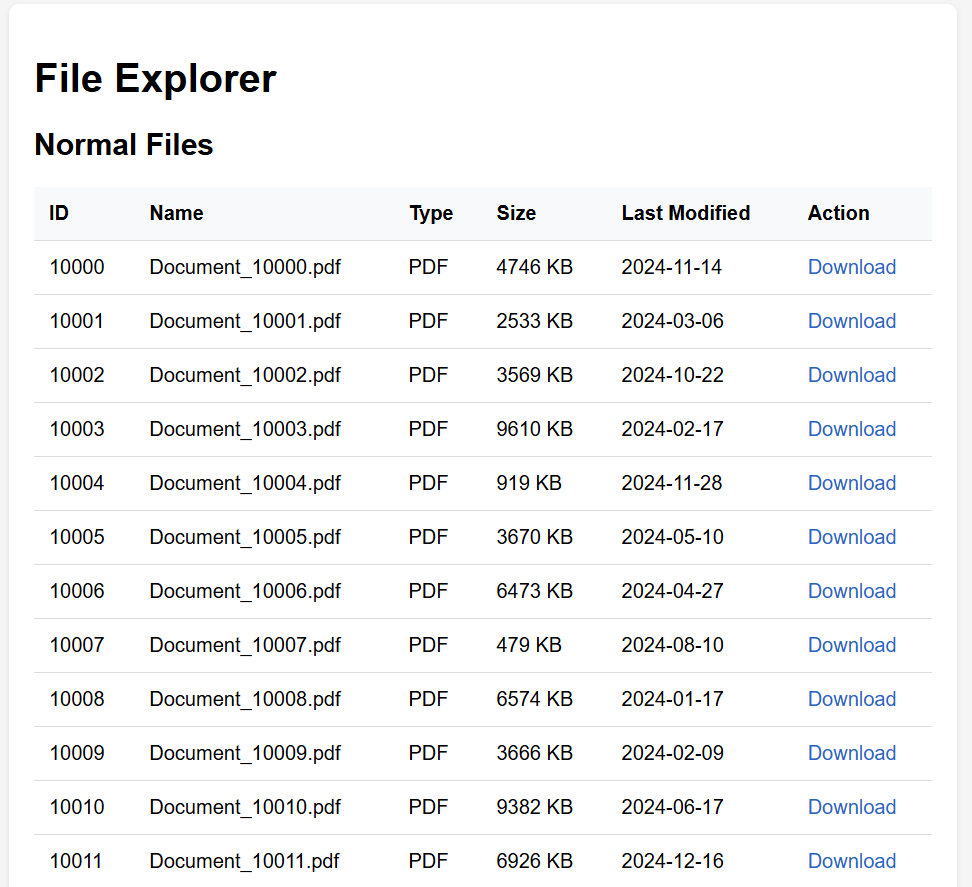 File Explorer
Normal Files
ID Name Type Size Last Modified Action
10000 Document_10000.pdf PDF 4746 KB 2024-11-14 Download
10001 Document_10001.pdf PDF 2533 KB 2024-03-06 Download
10002 Document_10002.pdf PDF 3569 KB 2024-10-22 Download
10003 Document_10003.pdf PDF 9610 KB 2024-02-17 Download
10004 Document_10004.pdf PDF 919 KB 2024-11-28 Download
10005 Document_10005.pdf PDF 3670 KB 2024-05-10 Download
10006 Document_10006.pdf PDF 6473 KB 2024-04-27 Download
10007 Document_10007.pdf PDF 479 KB 2024-08-10 Download
10008 Document_10008.pdf PDF 6574 KB 2024-01-17 Download
10009 Document_10009.pdf PDF 3666 KB 2024-02-09 Download
10010 Document_10010.pdf PDF 9382 KB 2024-06-17 Download
10011 Document_10011.pdf PDF 6926 KB 2024-12-16 Download